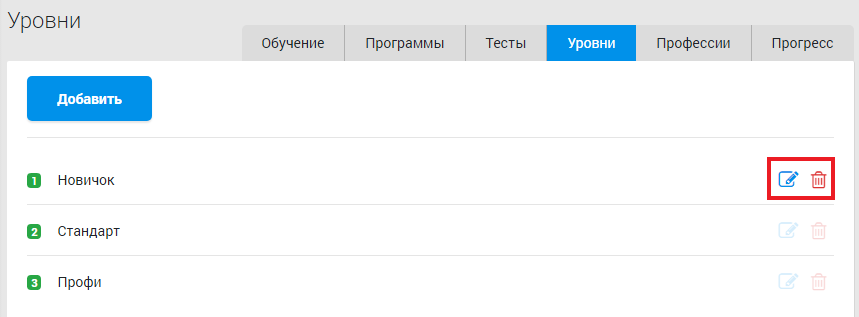 Уровни
Обучение Программы Тесты Уровни Профессии Прогресс
Добавить
1 Новичок
2 Стандарт
3 Профи